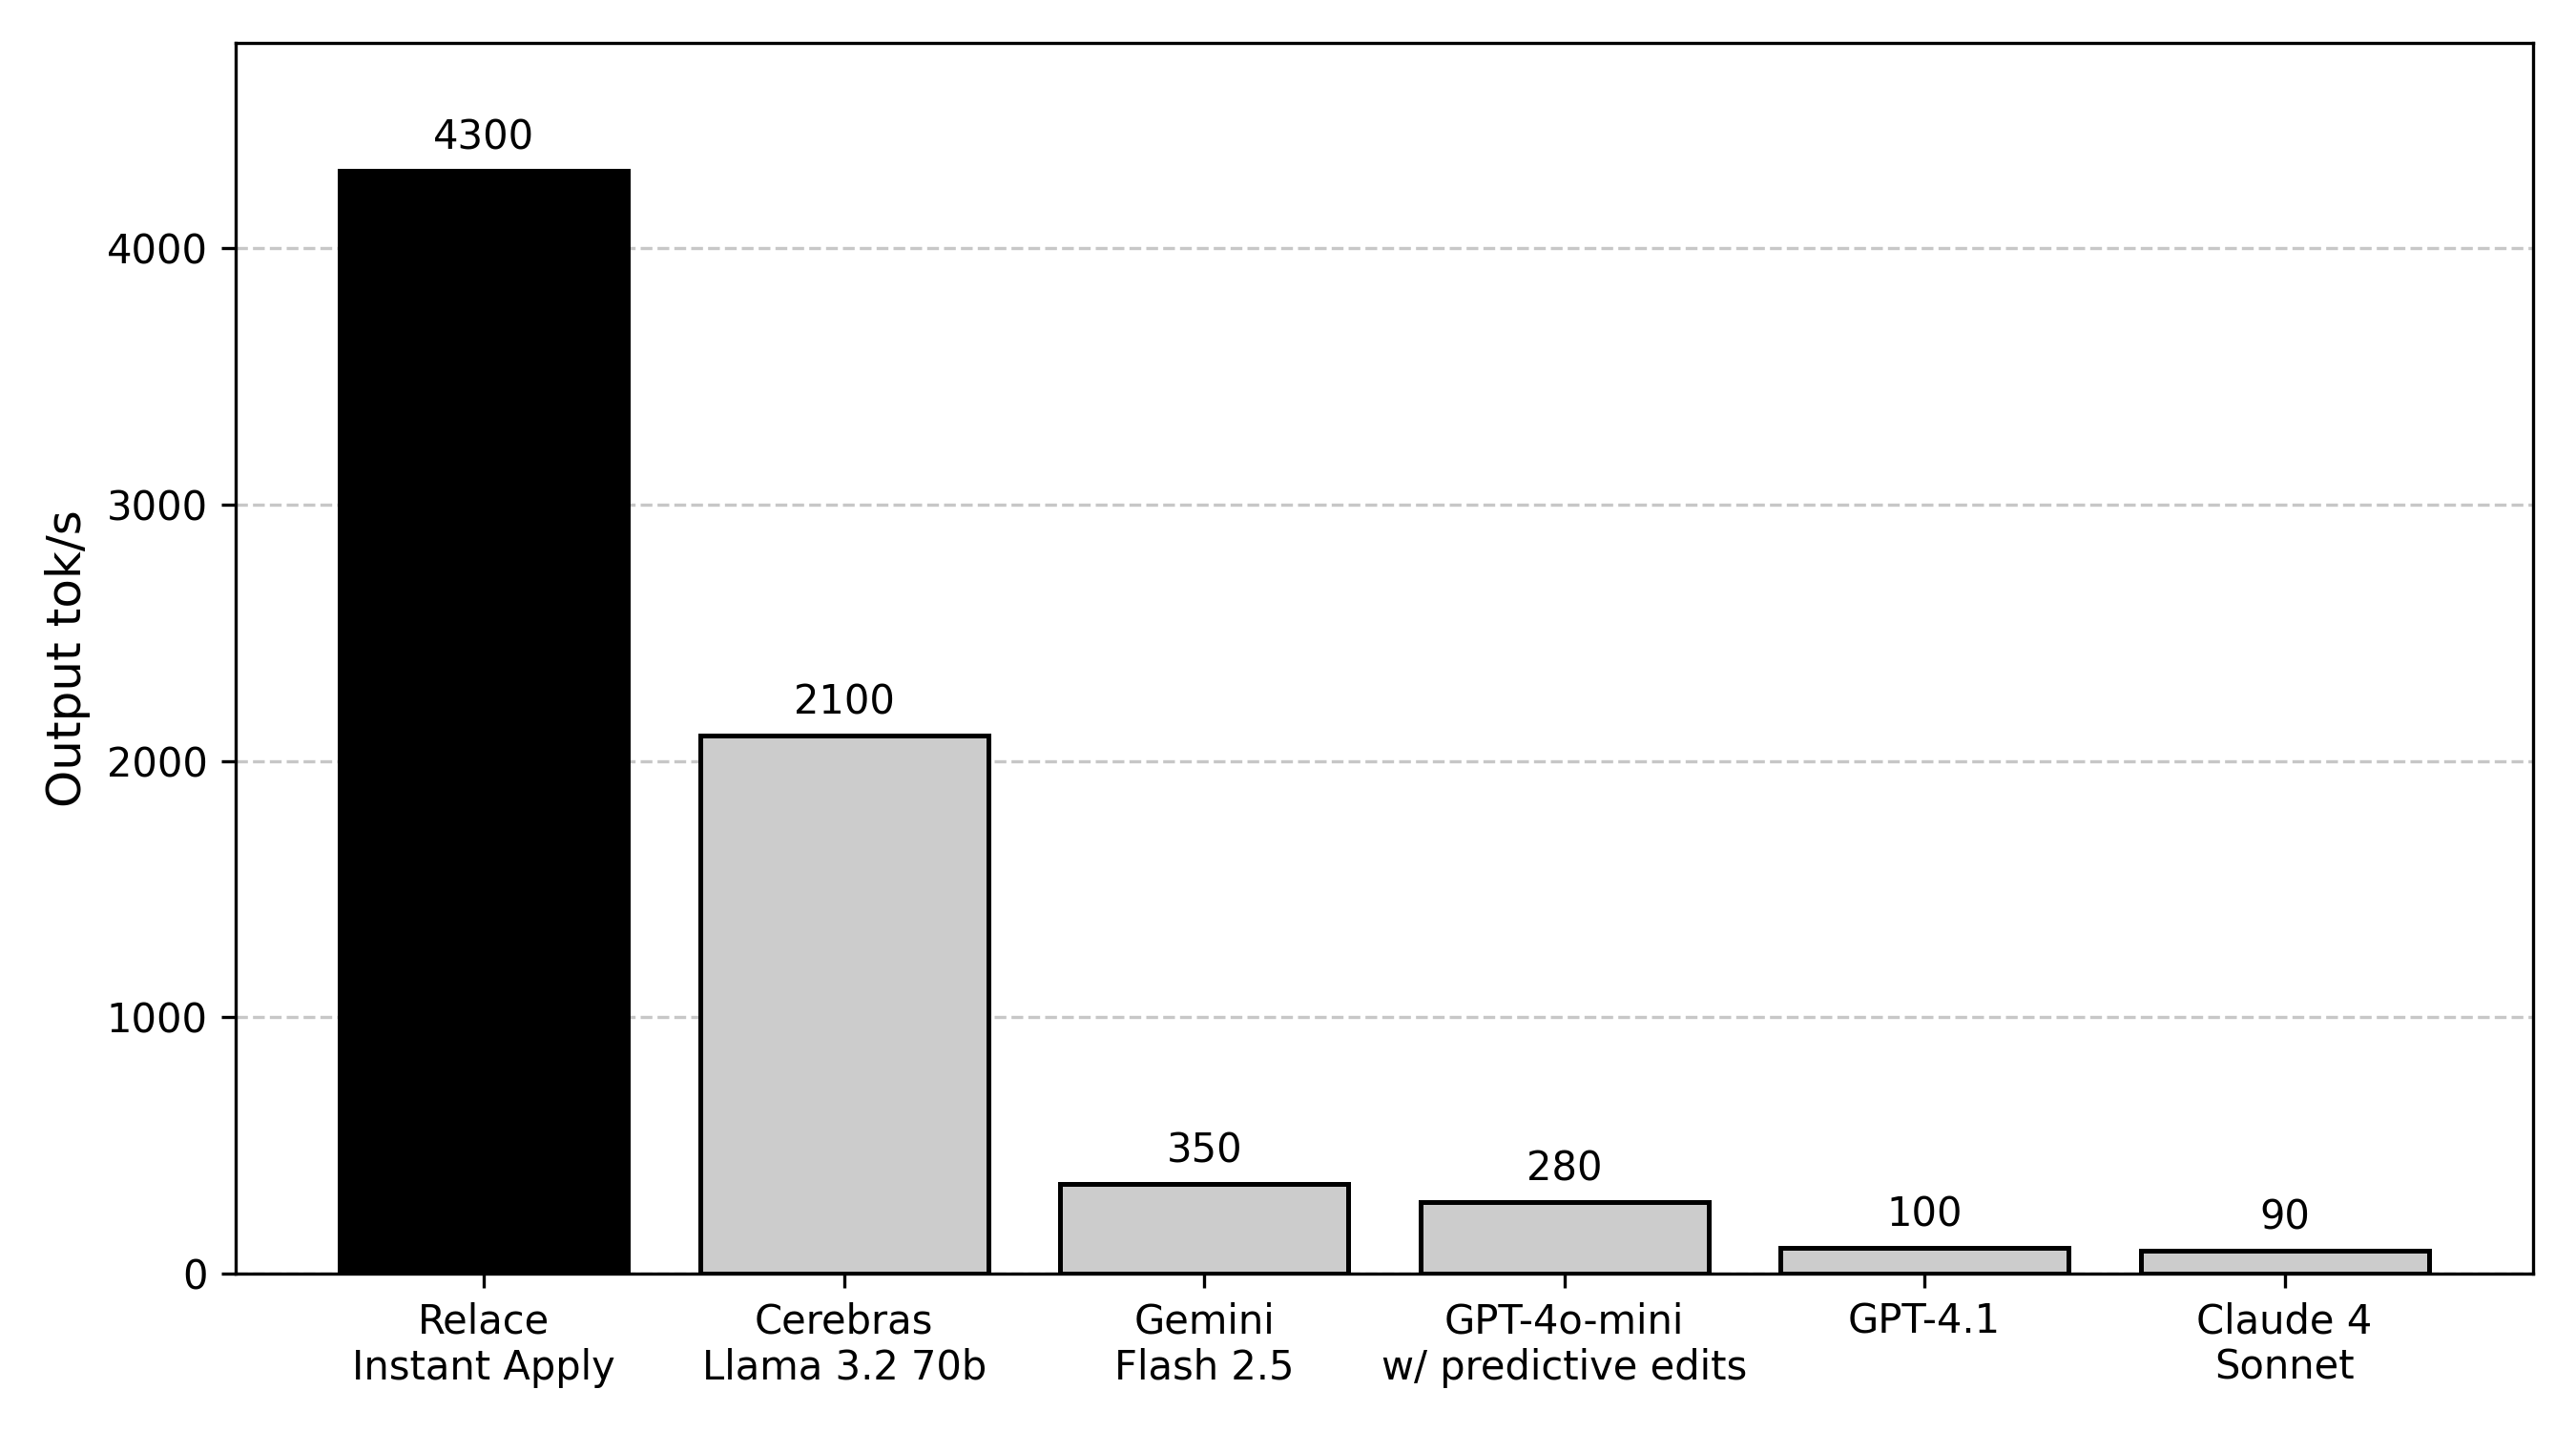 4300
4000
3000
2100
2000
1000
350
280
100
90
0
Output tok/s
Relace
Instant Apply
Cerebras
Llama 3.2 70b
Gemini
Flash 2.5
GPT-4o-mini
w/ predictive edits
GPT-4.1
Claude 4
Sonnet